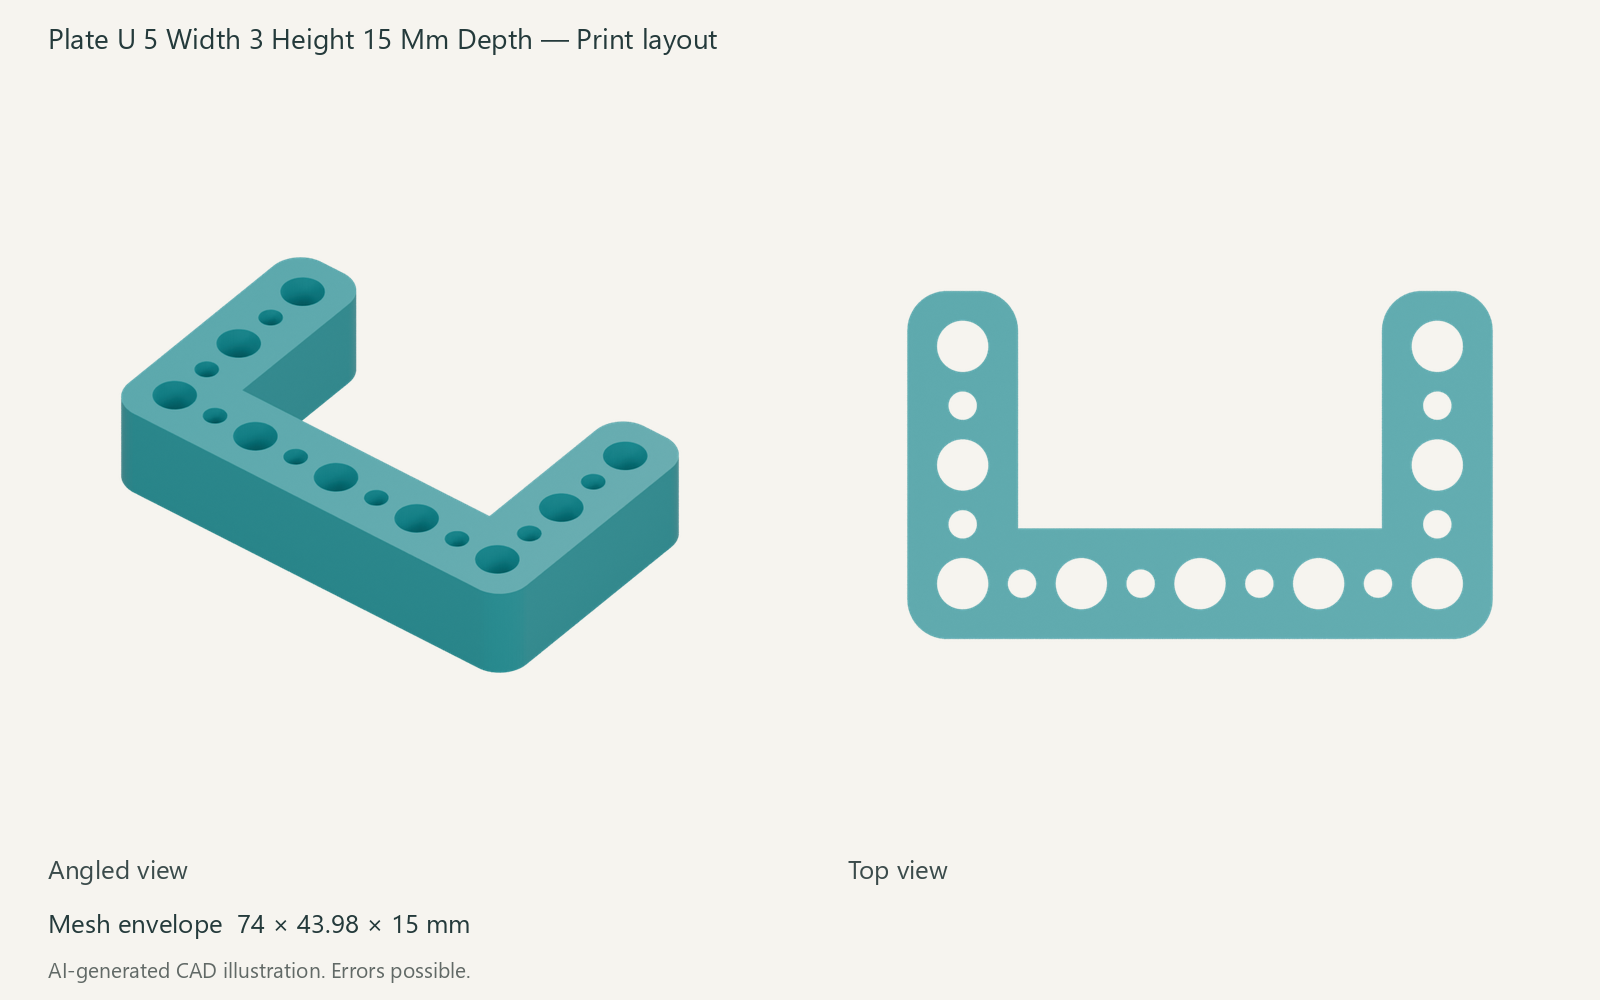 Plate U 5 Width 3 Height 15 Mm Depth — Print layout
Angled view
Top view
Mesh envelope 74 × 43.98 × 15 mm
AI-generated CAD illustration. Errors possible.